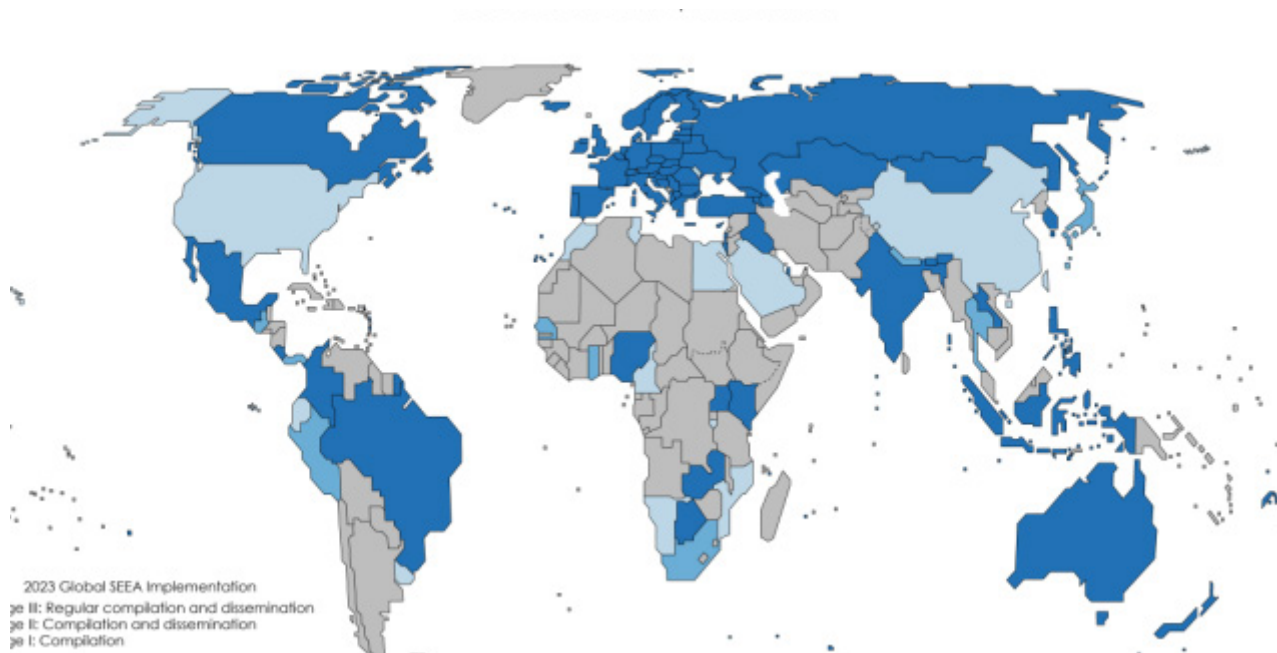 2023 Global SEEA Implementation
ge III: Regular compilation and dissemination
ge II: Compilation and dissemination
ge I: Compilation